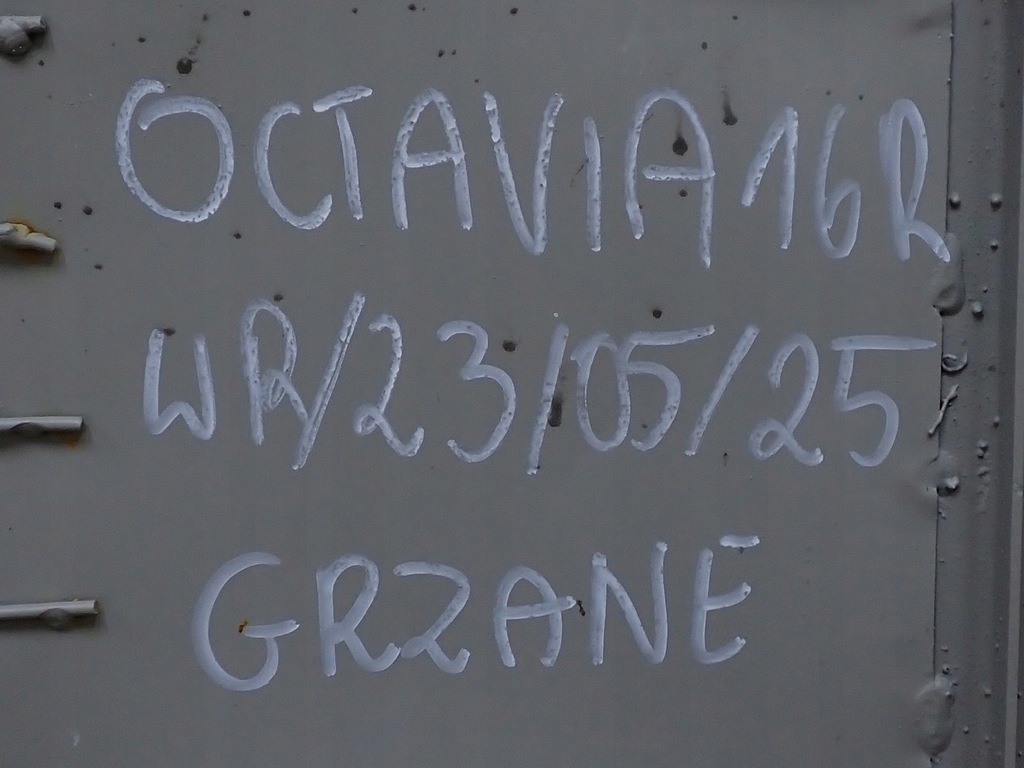 OCTAVIA 16R
WR/23/05/25
GRZANE